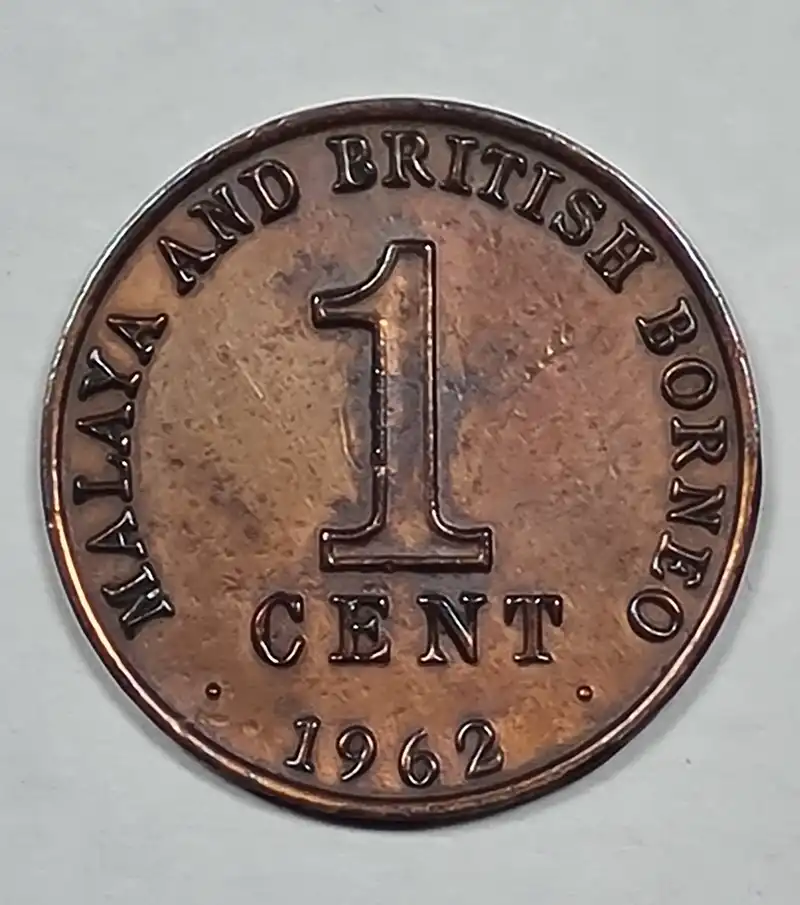 MALAYA AND BRITISH BORNEO
1
CENT
· 1962 ·